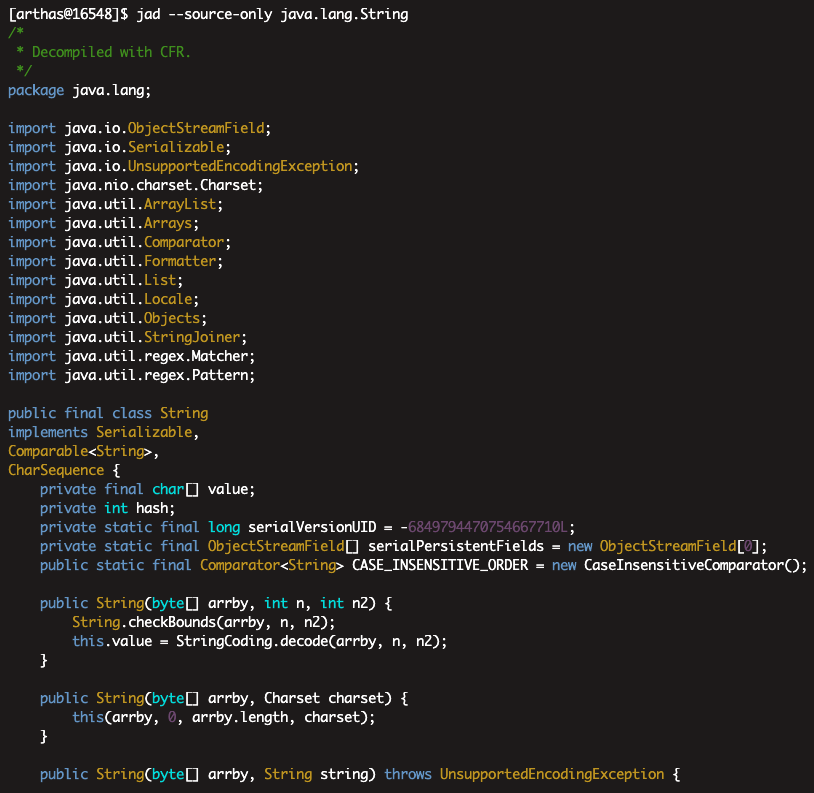 [arthas@16548]$ jad --source-only java.lang.String
/*
 * Decompiled with CFR.
 */
package java.lang;

import java.io.ObjectStreamField;
import java.io.Serializable;
import java.io.UnsupportedEncodingException;
import java.nio.charset.Charset;
import java.util.ArrayList;
import java.util.Arrays;
import java.util.Comparator;
import java.util.Formatter;
import java.util.List;
import java.util.Locale;
import java.util.Objects;
import java.util.StringJoiner;
import java.util.regex.Matcher;
import java.util.regex.Pattern;

public final class String
implements Serializable,
Comparable<String>,
CharSequence {
    private final char[] value;
    private int hash;
    private static final long serialVersionUID = -6849794470754667710L;
    private static final ObjectStreamField[] serialPersistentFields = new ObjectStreamField[0];
    public static final Comparator<String> CASE_INSENSITIVE_ORDER = new CaseInsensitiveComparator();

    public String(byte[] arrby, int n, int n2) {
        String.checkBounds(arrby, n, n2);
        this.value = StringCoding.decode(arrby, n, n2);
    }

    public String(byte[] arrby, Charset charset) {
        this(arrby, 0, arrby.length, charset);
    }

    public String(byte[] arrby, String string) throws UnsupportedEncodingException {